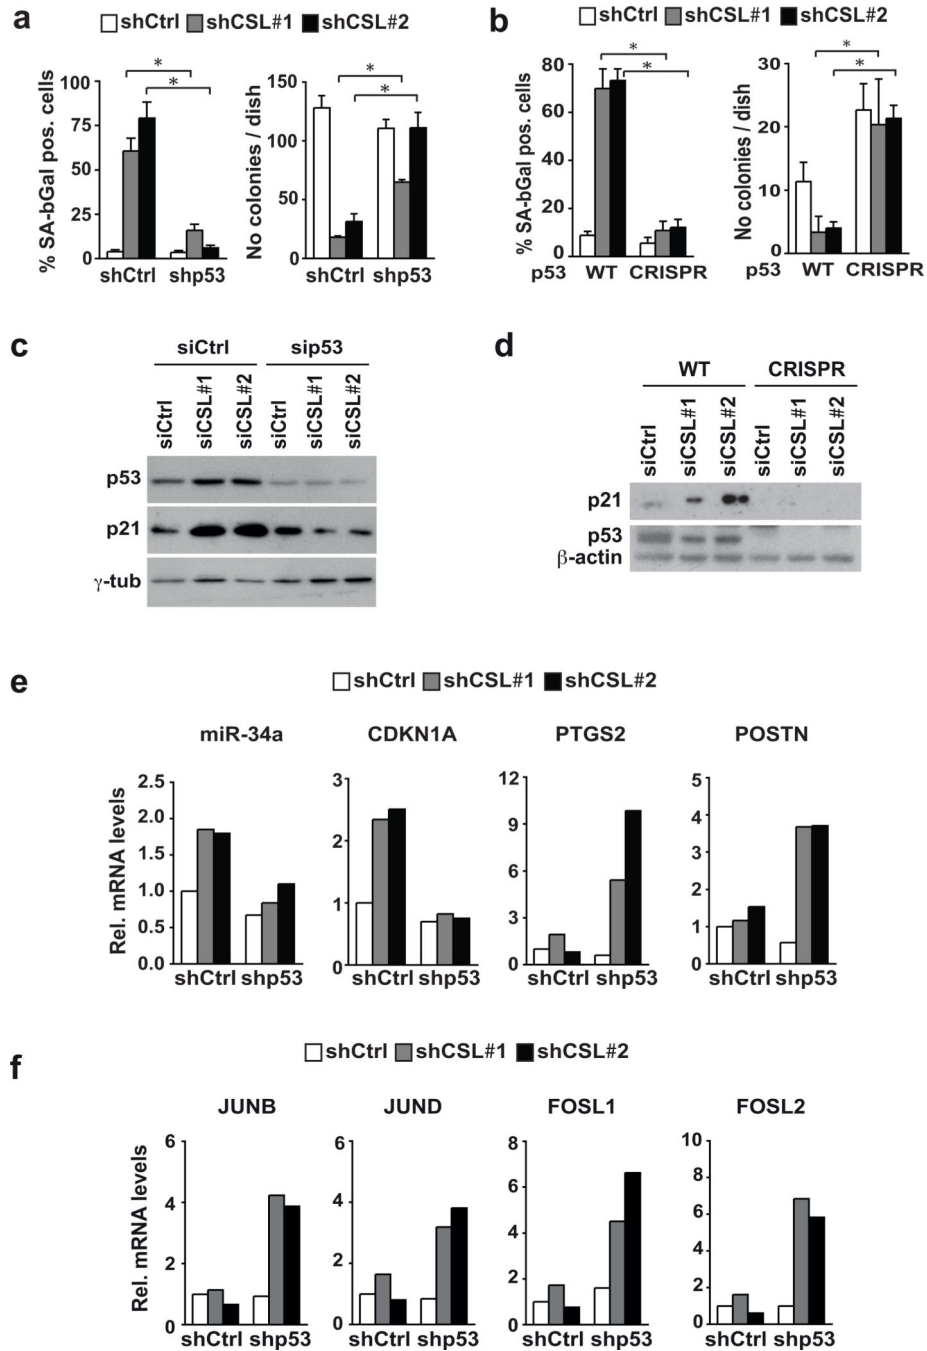 a
shCtrl shCSL#1 shCSL#2
% SA-bGal pos. cells
100
75
50
25
0
* *
shCtrl shp53
No colonies / dish
150
100
50
0
* *
shCtrl shp53
b
shCtrl shCSL#1 shCSL#2
% SA-bGal pos. cells
80
60
40
20
0
* *
p53 WT CRISPR
No colonies / dish
30
20
10
0
* *
p53 WT CRISPR
c
siCtrl sip53
siCtrl siCSL#1 siCSL#2 siCtrl siCSL#1 siCSL#2
p53
p21
γ-tub
d
WT CRISPR
siCtrl siCSL#1 siCSL#2 siCtrl siCSL#1 siCSL#2
p21
p53
β-actin
e
shCtrl shCSL#1 shCSL#2
miR-34a CDKN1A PTGS2 POSTN
Rel. mRNA levels
2.5
2.0
1.5
1.0
0.5
0.0
shCtrl shp53
3
2
1
0
shCtrl shp53
12
9
6
3
0
shCtrl shp53
5
4
3
2
1
0
shCtrl shp53
f
shCtrl shCSL#1 shCSL#2
JUNB JUND FOSL1 FOSL2
Rel. mRNA levels
6
4
2
0
shCtrl shp53
6
4
2
0
shCtrl shp53
8
6
4
2
0
shCtrl shp53
10
8
6
4
2
0
shCtrl shp53